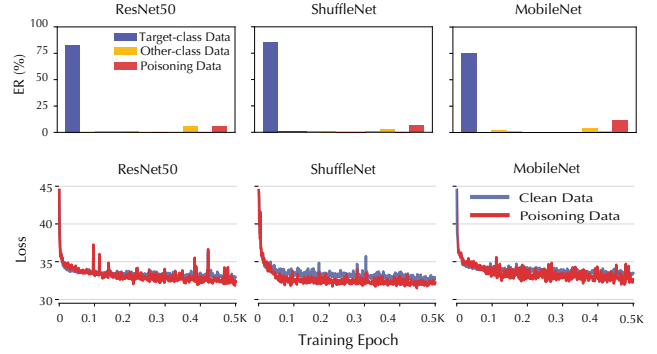 ResNet50
ShuffleNet
MobileNet
100
75
50
25
0
ER (%)
Target-class Data
Other-class Data
Poisoning Data
ResNet50
ShuffleNet
MobileNet
45
40
35
30
Loss
Clean Data
Poisoning Data
0 0.1 0.2 0.3 0.4 0.5K
0 0.1 0.2 0.3 0.4 0.5K
0 0.1 0.2 0.3 0.4 0.5K
Training Epoch